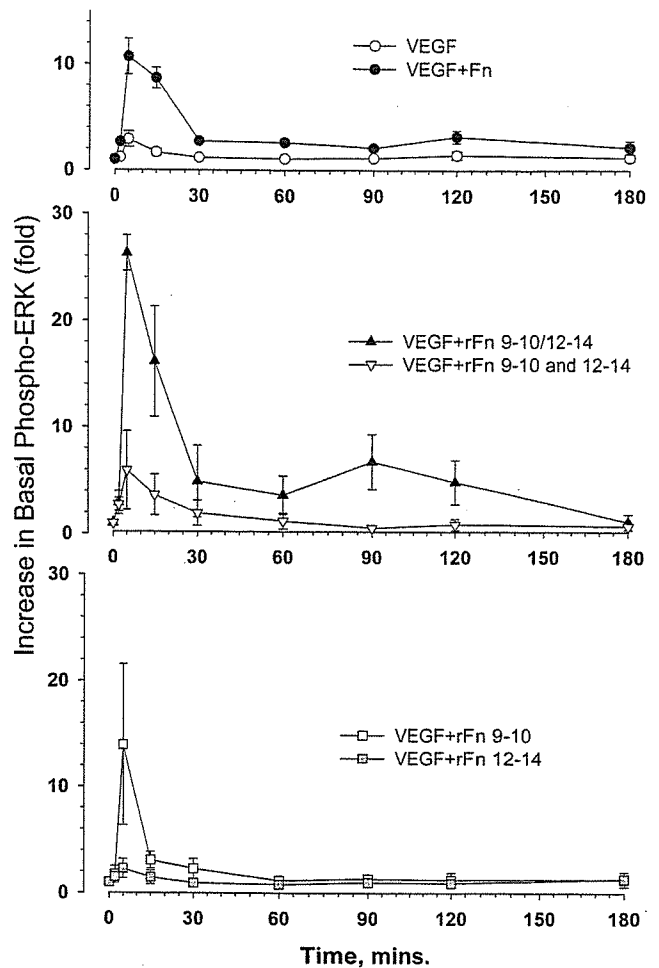 10
0
VEGF
VEGF+Fn
0 30 60 90 120 150 180
30
20
10
0
VEGF+rFn 9-10/12-14
VEGF+rFn 9-10 and 12-14
0 30 60 90 120 150 180
30
20
10
0
VEGF+rFn 9-10
VEGF+rFn 12-14
0 30 60 90 120 150 180
Increase in Basal Phospho-ERK (fold)
Time, mins.